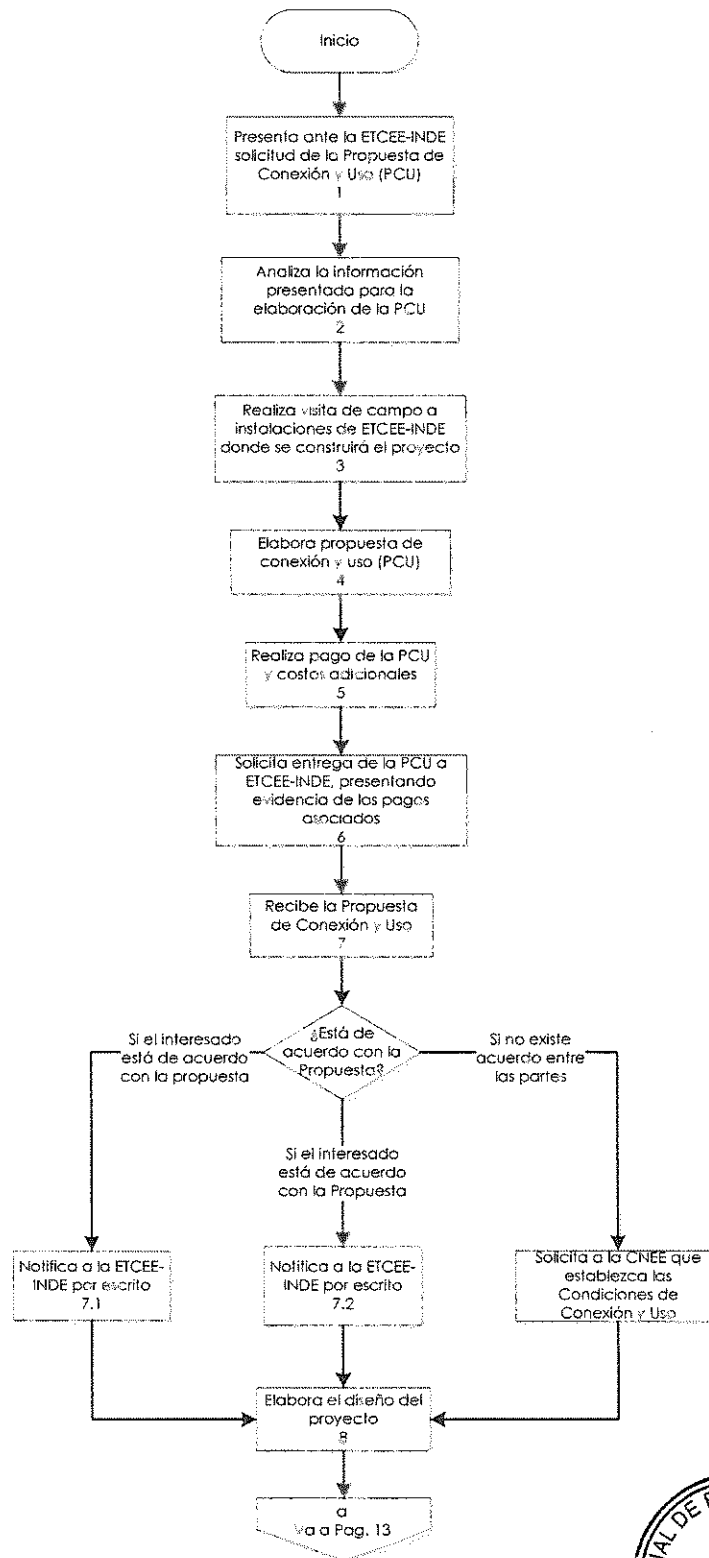 Inicio
Presenta ante la ETCEE-INDE
solicitud de la Propuesta de
Conexión y Uso (PCU)
1
Analiza la información
presentada para la
elaboración de la PCU
2
Realiza visita de campo a
instalaciones de ETCEE-INDE
donde se construirá el proyecto
3
Elabora propuesta de
conexión y uso (PCU)
4
Realiza pago de la PCU
y costos adicionales
5
Solicita entrega de la PCU a
ETCEE-INDE, presentando
evidencia de los pagos
asociados
6
Recibe la Propuesta
de Conexión y Uso
7
¿Está de
acuerdo con la
Propuesta?
Si el interesado
está de acuerdo
con la propuesta
Si no existe
acuerdo entre
las partes
Si el interesado
está de acuerdo
con la Propuesta
Notifica a la ETCEE-
INDE por escrito
7.1
Notifica a la ETCEE-
INDE por escrito
7.2
Solicita a la CNEE que
establezca las
Condiciones de
Conexión y Uso
Elabora el diseño del
proyecto
8
a
Va a Pag. 13
DE